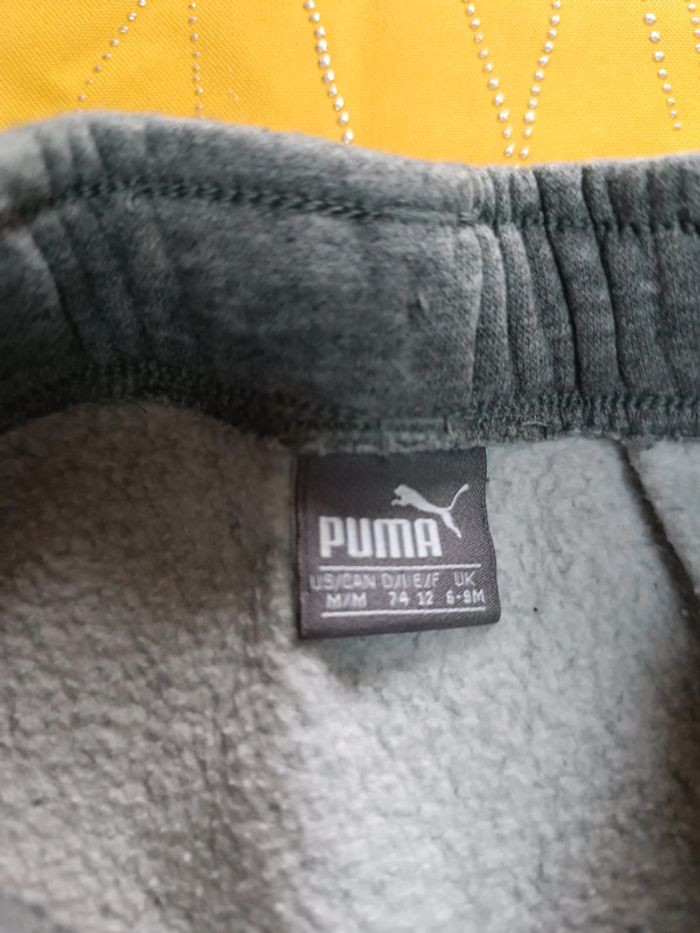 PUMA
US/CAN D/I E/F UK
M/M 74 12 6-9M